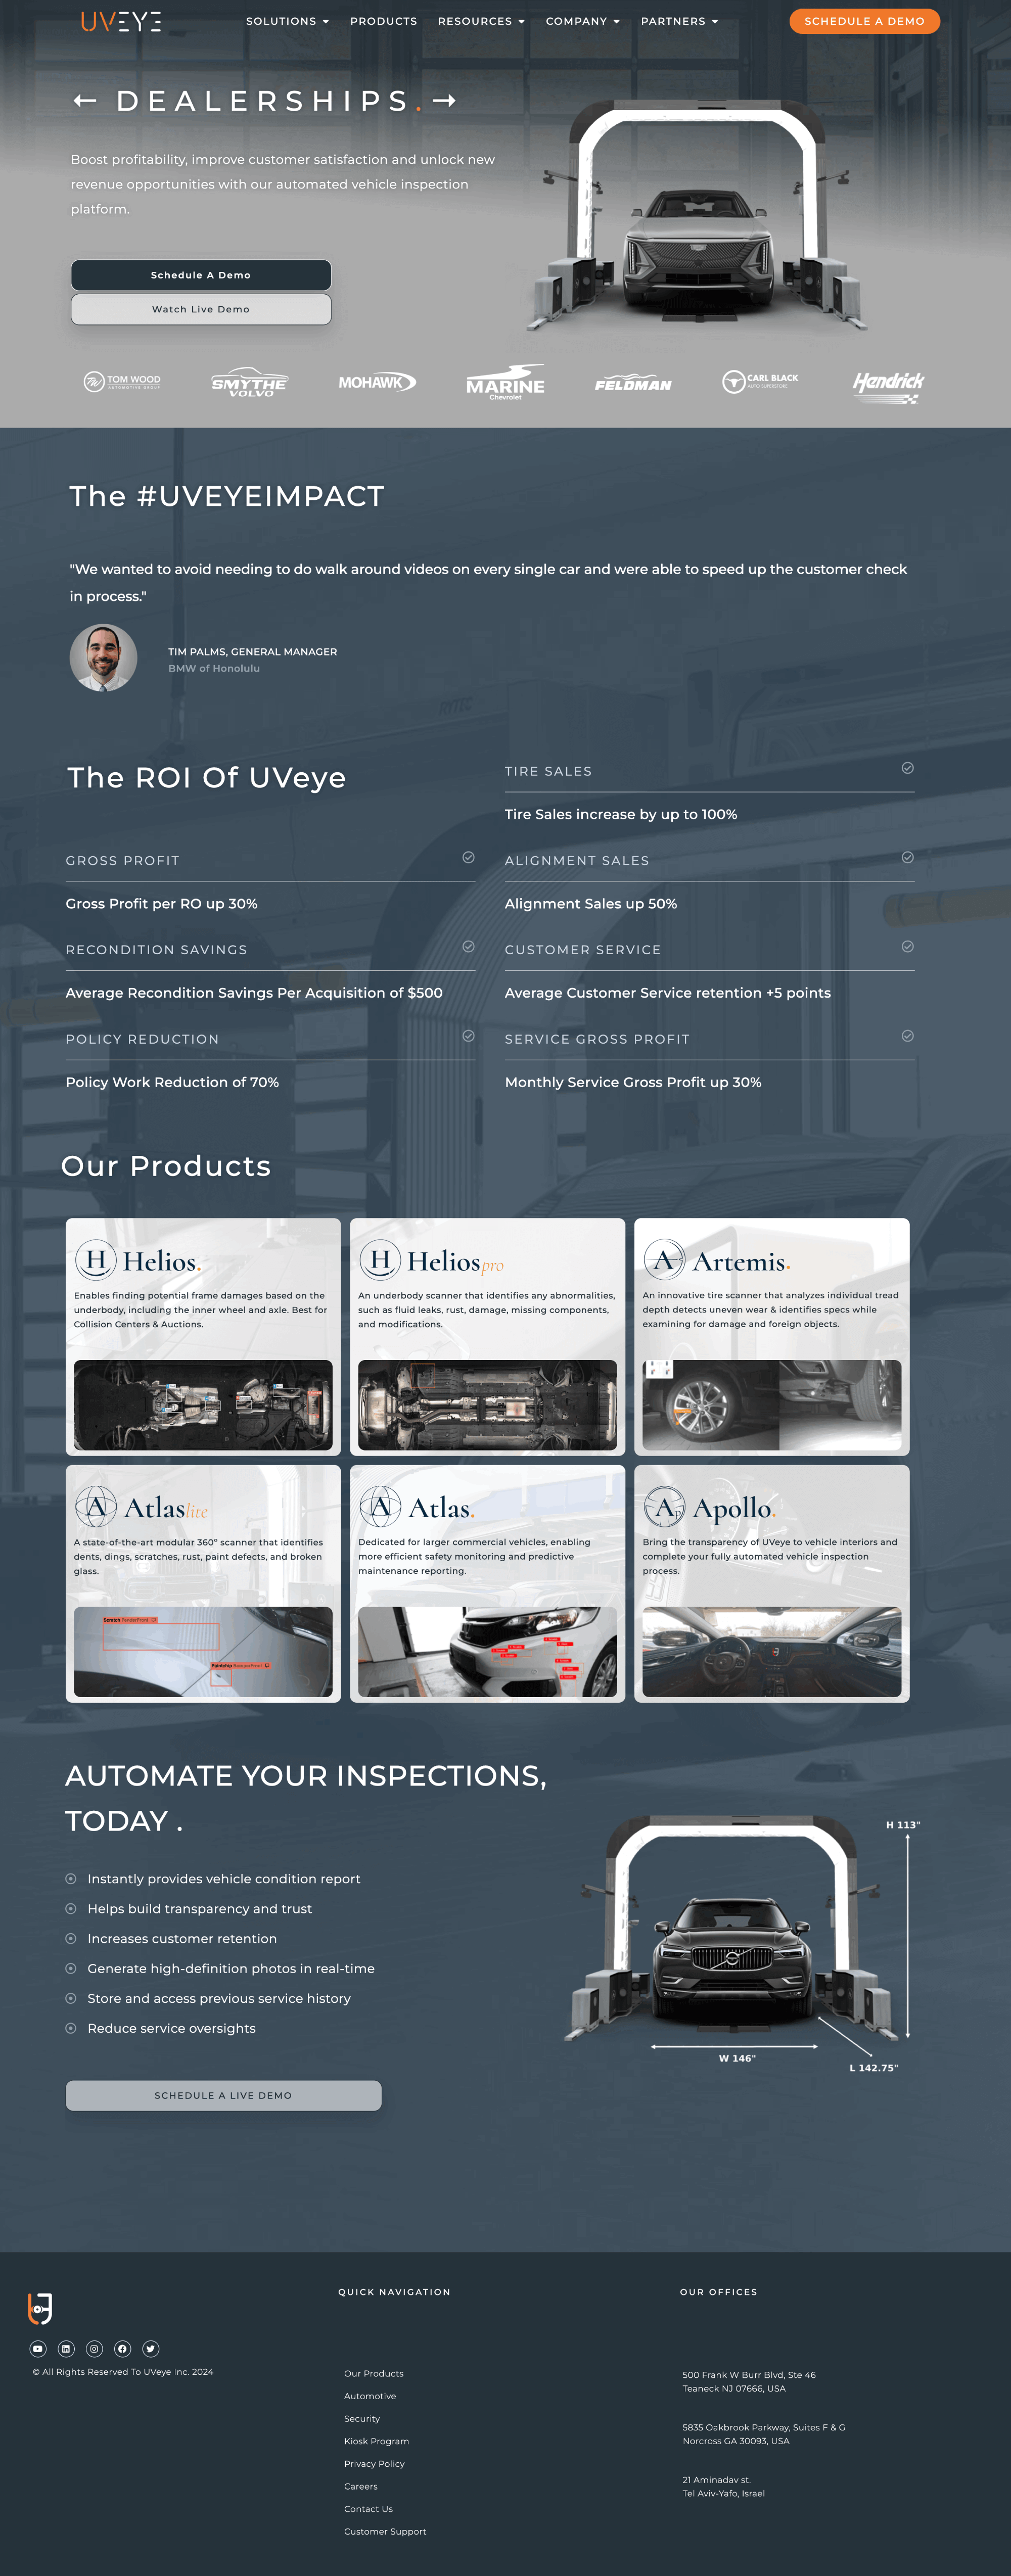 UVEYE
SOLUTIONS
PRODUCTS
RESOURCES
COMPANY
PARTNERS
SCHEDULE A DEMO
DEALERSHIPS.
Boost profitability, improve customer satisfaction and unlock new
revenue opportunities with our automated vehicle inspection
platform.
Schedule A Demo
Watch Live Demo
TW TOM WOOD
AUTOMOTIVE GROUP
SMYTHE
VOLVO
MOHAWK
MARINE
Chevrolet
FELDMAN
CARL BLACK
AUTO SUPERSTORE
Hendrick
The #UVEYEIMPACT
"We wanted to avoid needing to do walk around videos on every single car and were able to speed up the customer check
in process."
TIM PALMS, GENERAL MANAGER
BMW of Honolulu
RYTEC
The ROI Of UVeye
TIRE SALES
Tire Sales increase by up to 100%
GROSS PROFIT
Gross Profit per RO up 30%
ALIGNMENT SALES
Alignment Sales up 50%
RECONDITION SAVINGS
Average Recondition Savings Per Acquisition of $500
CUSTOMER SERVICE
Average Customer Service retention +5 points
POLICY REDUCTION
Policy Work Reduction of 70%
SERVICE GROSS PROFIT
Monthly Service Gross Profit up 30%
Our Products
H Helios.
Enables finding potential frame damages based on the
underbody, including the inner wheel and axle. Best for
Collision Centers & Auctions.
H Helios pro
An underbody scanner that identifies any abnormalities,
such as fluid leaks, rust, damage, missing components,
and modifications.
A Artemis.
An innovative tire scanner that analyzes individual tread
depth detects uneven wear & identifies specs while
examining for damage and foreign objects.
A Atlas lite
A state-of-the-art modular 360° scanner that identifies
dents, dings, scratches, rust, paint defects, and broken
glass.
Scratch FenderFront
Paintchip BumperFront
A Atlas.
Dedicated for larger commercial vehicles, enabling
more efficient safety monitoring and predictive
maintenance reporting.
Ap Apollo.
Bring the transparency of UVeye to vehicle interiors and
complete your fully automated vehicle inspection
process.
AUTOMATE YOUR INSPECTIONS,
TODAY .
Instantly provides vehicle condition report
Helps build transparency and trust
Increases customer retention
Generate high-definition photos in real-time
Store and access previous service history
Reduce service oversights
SCHEDULE A LIVE DEMO
H 113"
W 146"
L 142.75"
© All Rights Reserved To UVeye Inc. 2024
QUICK NAVIGATION
Our Products
Automotive
Security
Kiosk Program
Privacy Policy
Careers
Contact Us
Customer Support
OUR OFFICES
500 Frank W Burr Blvd, Ste 46
Teaneck NJ 07666, USA
5835 Oakbrook Parkway, Suites F & G
Norcross GA 30093, USA
21 Aminadav st.
Tel Aviv-Yafo, Israel